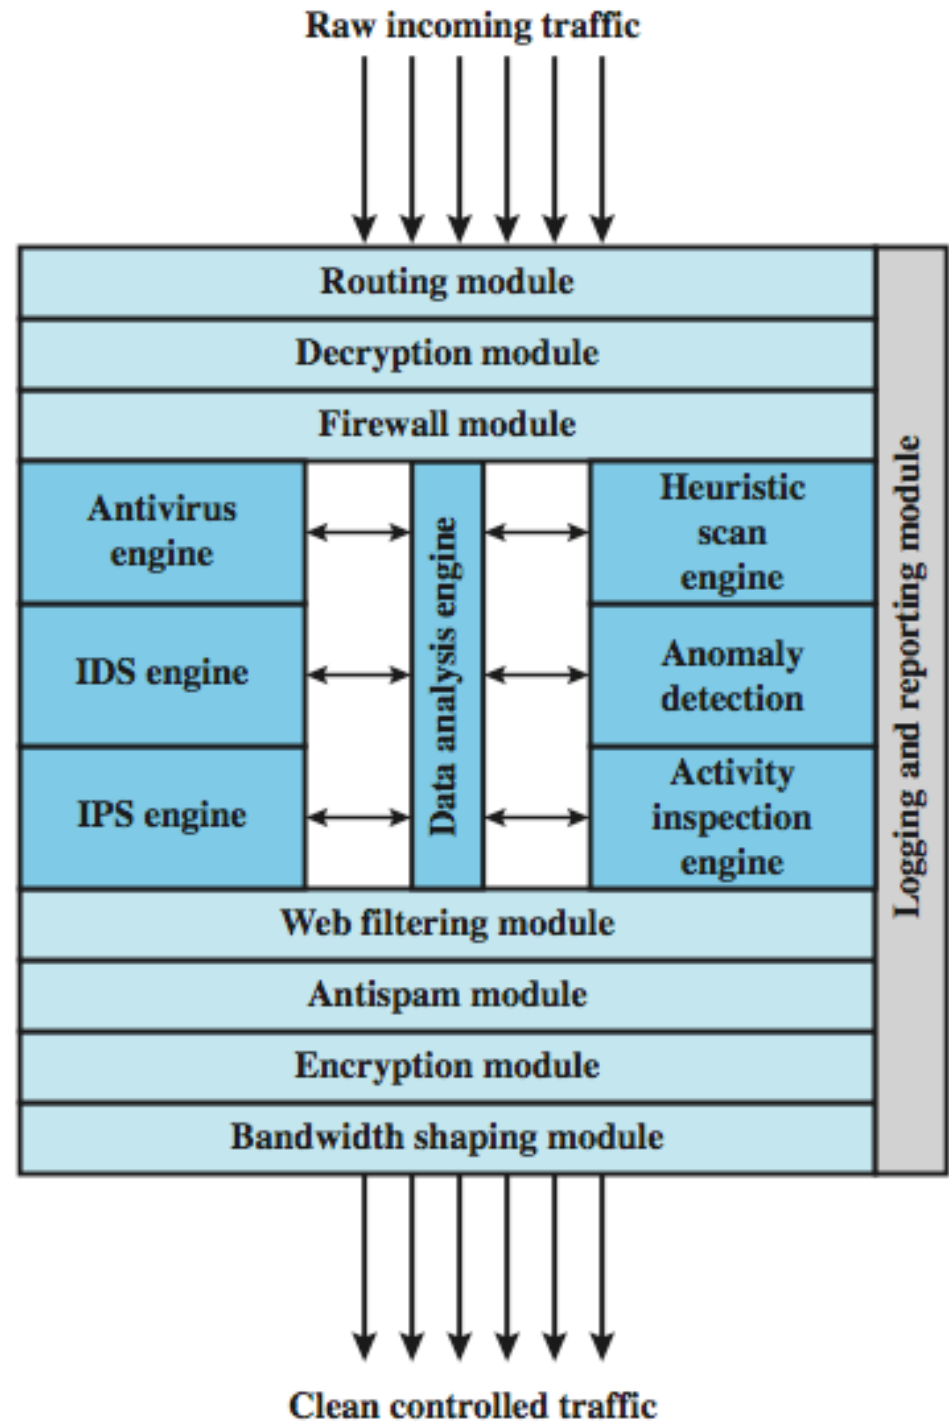 Raw incoming traffic
Routing module
Decryption module
Firewall module
Antivirus
engine
Heuristic
scan
engine
IDS engine
Data analysis engine
Anomaly
detection
IPS engine
Activity
inspection
engine
Logging and reporting module
Web filtering module
Antispam module
Encryption module
Bandwidth shaping module
Clean controlled traffic